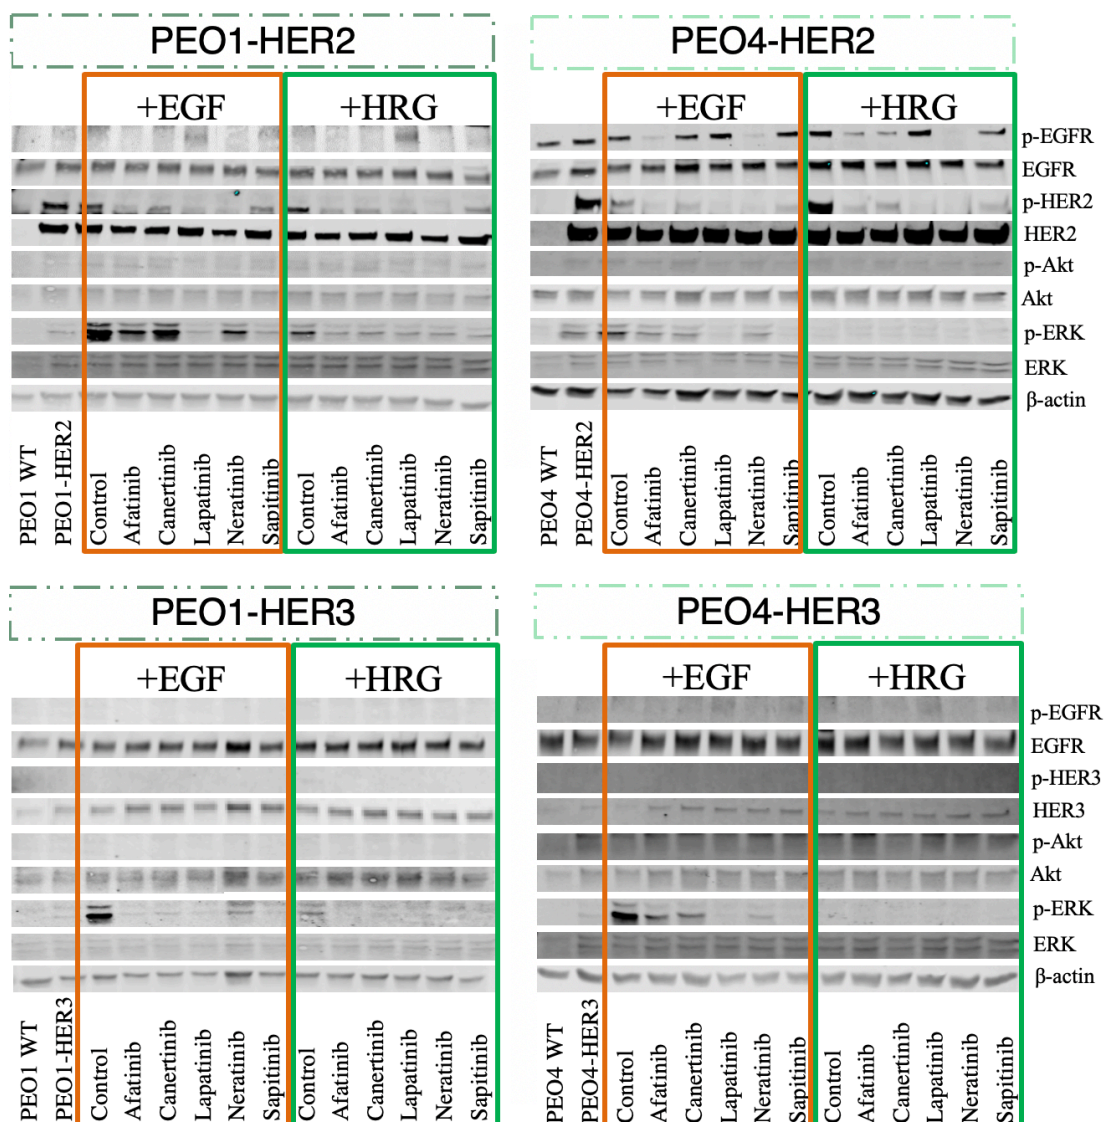 PEO1-HER2
+EGF
+HRG
PEO1 WT
PEO1-HER2
Control
Afatinib
Canertinib
Lapatinib
Neratinib
Sapitinib
Control
Afatinib
Canertinib
Lapatinib
Neratinib
Sapitinib
PEO4-HER2
+EGF
+HRG
p-EGFR
EGFR
p-HER2
HER2
p-Akt
Akt
p-ERK
ERK
β-actin
PEO4 WT
PEO4-HER2
Control
Afatinib
Canertinib
Lapatinib
Neratinib
Sapitinib
Control
Afatinib
Canertinib
Lapatinib
Neratinib
Sapitinib
PEO1-HER3
+EGF
+HRG
PEO1 WT
PEO1-HER3
Control
Afatinib
Canertinib
Lapatinib
Neratinib
Sapitinib
Control
Afatinib
Canertinib
Lapatinib
Neratinib
Sapitinib
PEO4-HER3
+EGF
+HRG
p-EGFR
EGFR
p-HER3
HER3
p-Akt
Akt
p-ERK
ERK
β-actin
PEO4 WT
PEO4-HER3
Control
Afatinib
Canertinib
Lapatinib
Neratinib
Sapitinib
Control
Afatinib
Canertinib
Lapatinib
Neratinib
Sapitinib